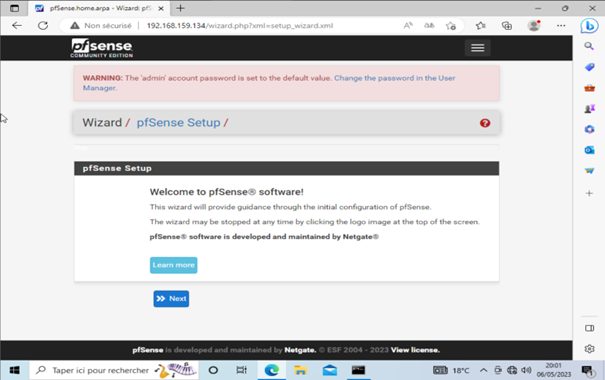 pfSense.home.arpa - Wizard: pfS
Non sécurisé
192.168.159.134/wizard.php?xml=setup_wizard.xml
pfsense
COMMUNITY EDITION
WARNING: The 'admin' account password is set to the default value. Change the password in the User
Manager.
Wizard / pfSense Setup /
pfSense Setup
Welcome to pfSense® software!
This wizard will provide guidance through the initial configuration of pfSense.
The wizard may be stopped at any time by clicking the logo image at the top of the screen.
pfSense® software is developed and maintained by Netgate®
Learn more
Next
pfSense is developed and maintained by Netgate. © ESF 2004 - 2023 View license.
Taper ici pour rechercher
18°C
20:01
06/05/2023